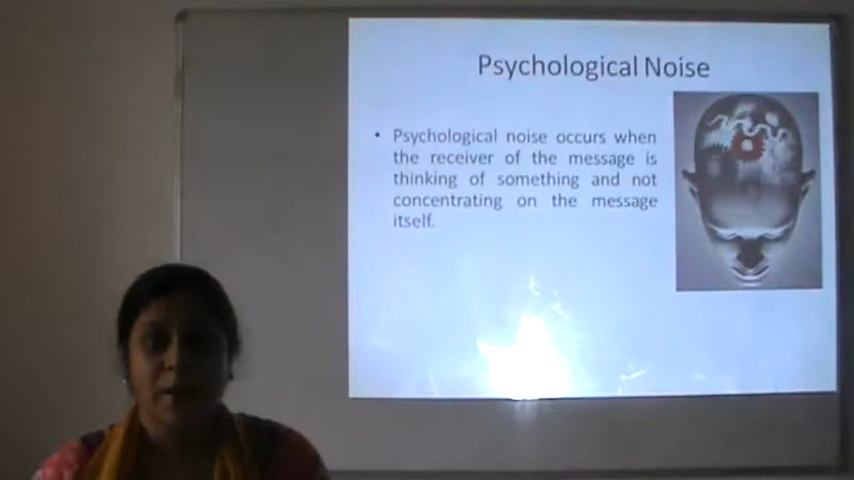 Psychological Noise
• Psychological noise occurs when
the receiver of the message is
thinking of something and not
concentrating on the message
itself.